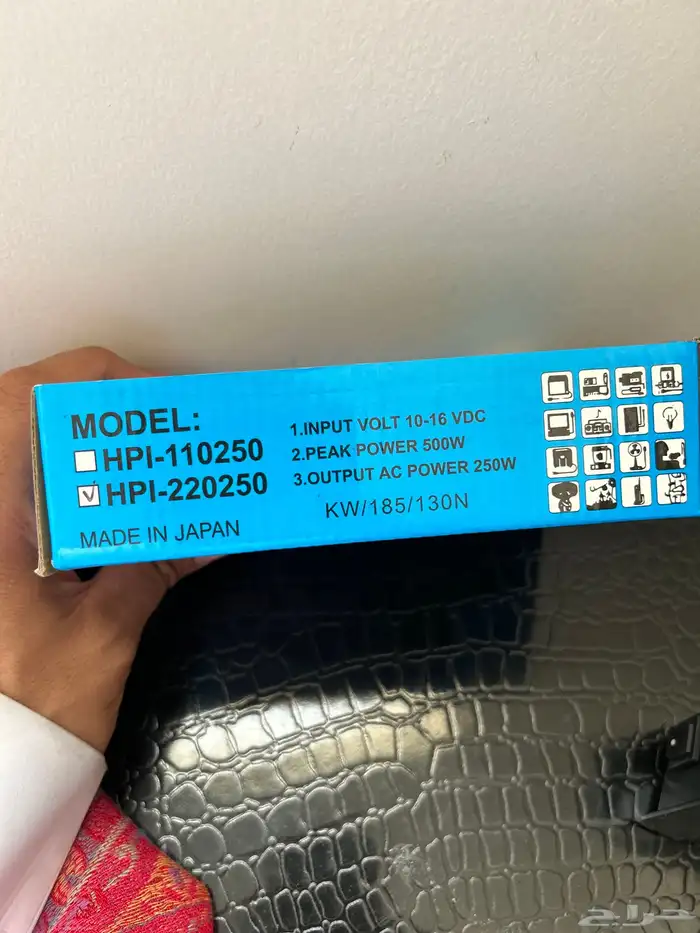 MODEL:
HPI-110250
HPI-220250
MADE IN JAPAN
1.INPUT VOLT 10-16 VDC
2.PEAK POWER 500W
3.OUTPUT AC POWER 250W
KW/185/130N
حراج